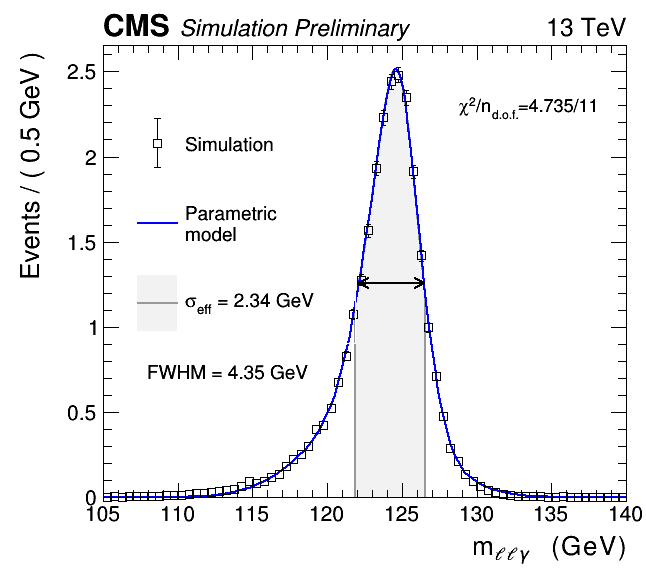 CMS Simulation Preliminary 13 TeV
Events / ( 0.5 GeV )
2.5
2
1.5
1
0.5
0
χ²/n_d.o.f.=4.735/11
Simulation
Parametric
model
σ_eff = 2.34 GeV
FWHM = 4.35 GeV
105 110 115 120 125 130 135 140
m_ℓℓγ (GeV)